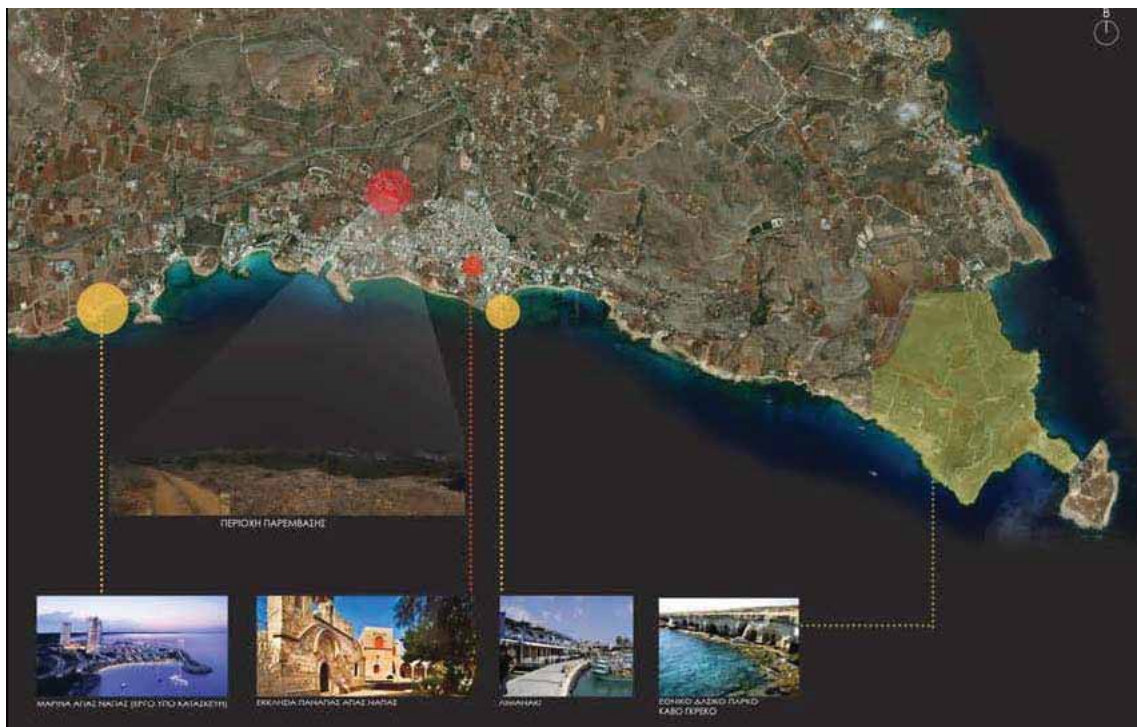 Β
ΠΕΡΙΟΧΗ ΠΑΡΕΜΒΑΣΗΣ
ΜΑΡΙΝΑ ΑΓΙΑΣ ΝΑΠΑΣ (ΕΡΓΟ ΥΠΟ ΚΑΤΑΣΚΕΥΗ)
ΕΚΚΛΗΣΙΑ ΠΑΝΑΓΙΑΣ ΑΓΙΑΣ ΝΑΠΑΣ
ΛΙΜΑΝΑΚΙ
ΕΘΝΙΚΟ ΔΑΣΙΚΟ ΠΑΡΚΟ
ΚΑΒΟ ΓΚΡΕΚΟ